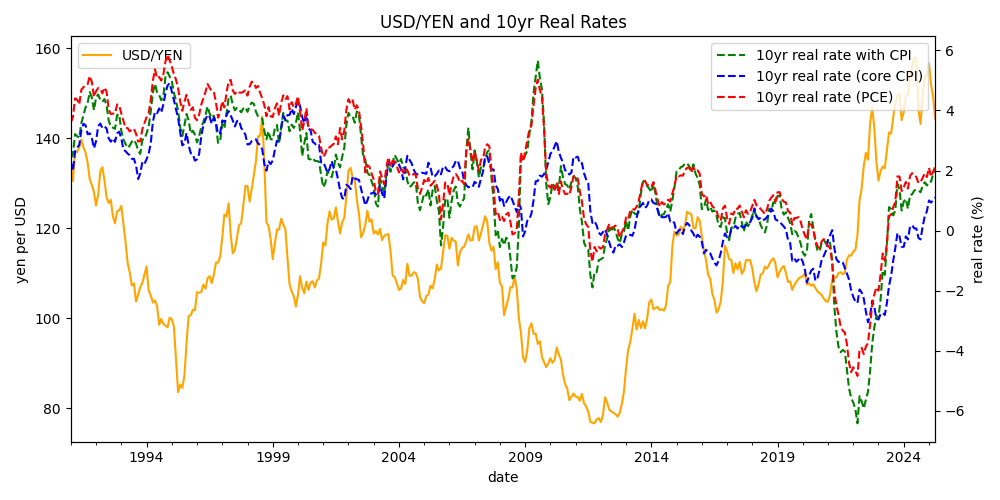 USD/YEN and 10yr Real Rates
USD/YEN
10yr real rate with CPI
10yr real rate (core CPI)
10yr real rate (PCE)
yen per USD
160
140
120
100
80
real rate (%)
6
4
2
0
−2
−4
−6
1994 1999 2004 2009 2014 2019 2024
date